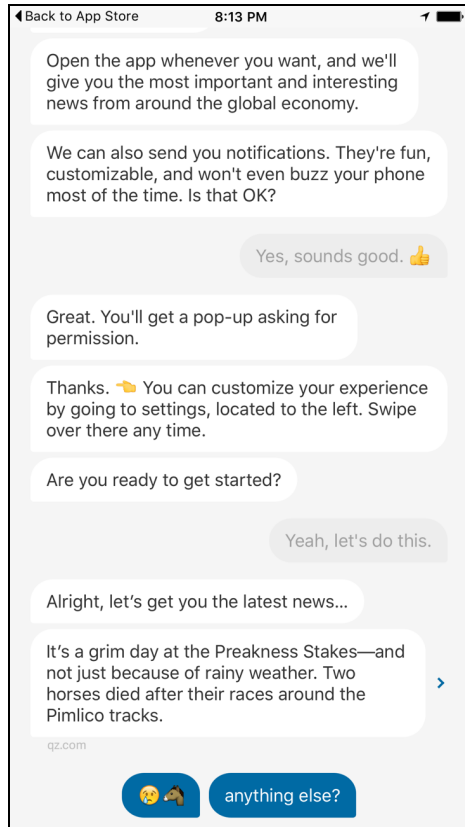 Back to App Store 8:13 PM
Open the app whenever you want, and we'll
give you the most important and interesting
news from around the global economy.
We can also send you notifications. They're fun,
customizable, and won't even buzz your phone
most of the time. Is that OK?
Yes, sounds good. 👍
Great. You'll get a pop-up asking for
permission.
Thanks. 👈 You can customize your experience
by going to settings, located to the left. Swipe
over there any time.
Are you ready to get started?
Yeah, let's do this.
Alright, let’s get you the latest news...
It’s a grim day at the Preakness Stakes—and
not just because of rainy weather. Two
horses died after their races around the
Pimlico tracks.
qz.com
😢🐴 anything else?